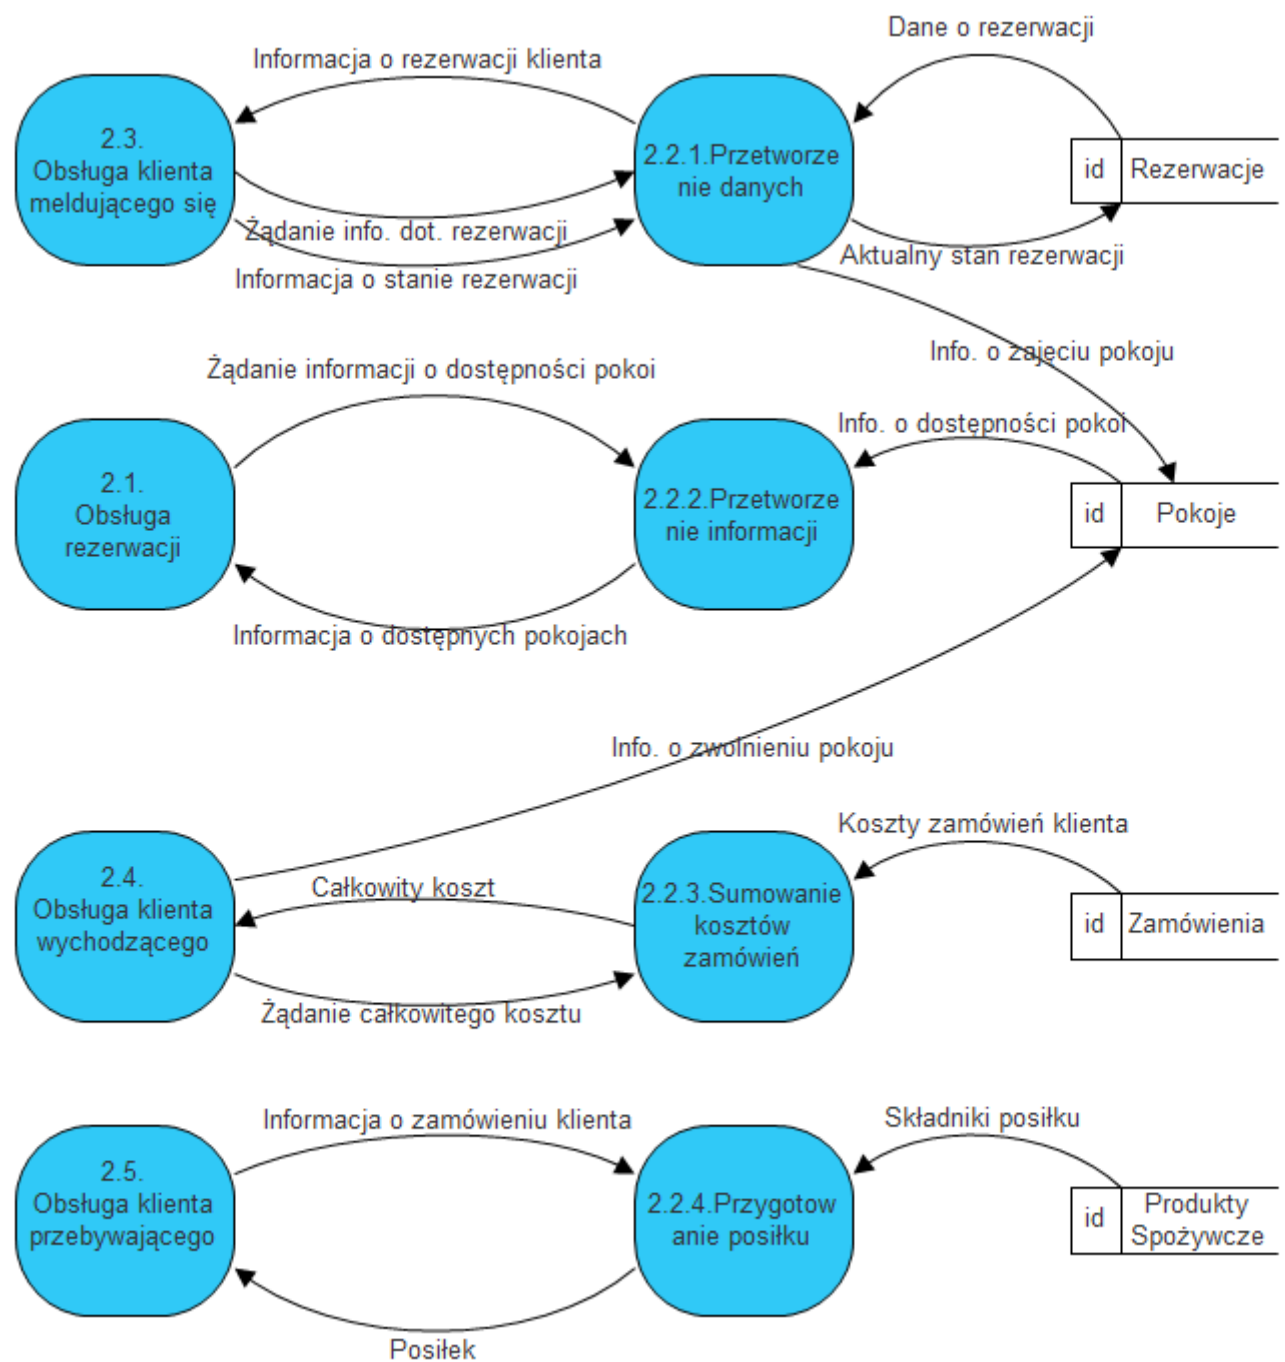 Dane o rezerwacji
Informacja o rezerwacji klienta
2.3.
Obsługa klienta
meldującego się
2.2.1.Przetworze
nie danych
id
Rezerwacje
Żądanie info. dot. rezerwacji
Informacja o stanie rezerwacji
Aktualny stan rezerwacji
Info. o zajęciu pokoju
Żądanie informacji o dostępności pokoi
Info. o dostępności pokoi
2.1.
Obsługa
rezerwacji
2.2.2.Przetworze
nie informacji
id
Pokoje
Informacja o dostępnych pokojach
Info. o zwolnieniu pokoju
Koszty zamówień klienta
2.4.
Obsługa klienta
wychodzącego
Całkowity koszt
2.2.3.Sumowanie
kosztów
zamówień
id
Zamówienia
Żądanie całkowitego kosztu
Informacja o zamówieniu klienta
Składniki posiłku
2.5.
Obsługa klienta
przebywającego
2.2.4.Przygotow
anie posiłku
id
Produkty
Spożywcze
Posiłek